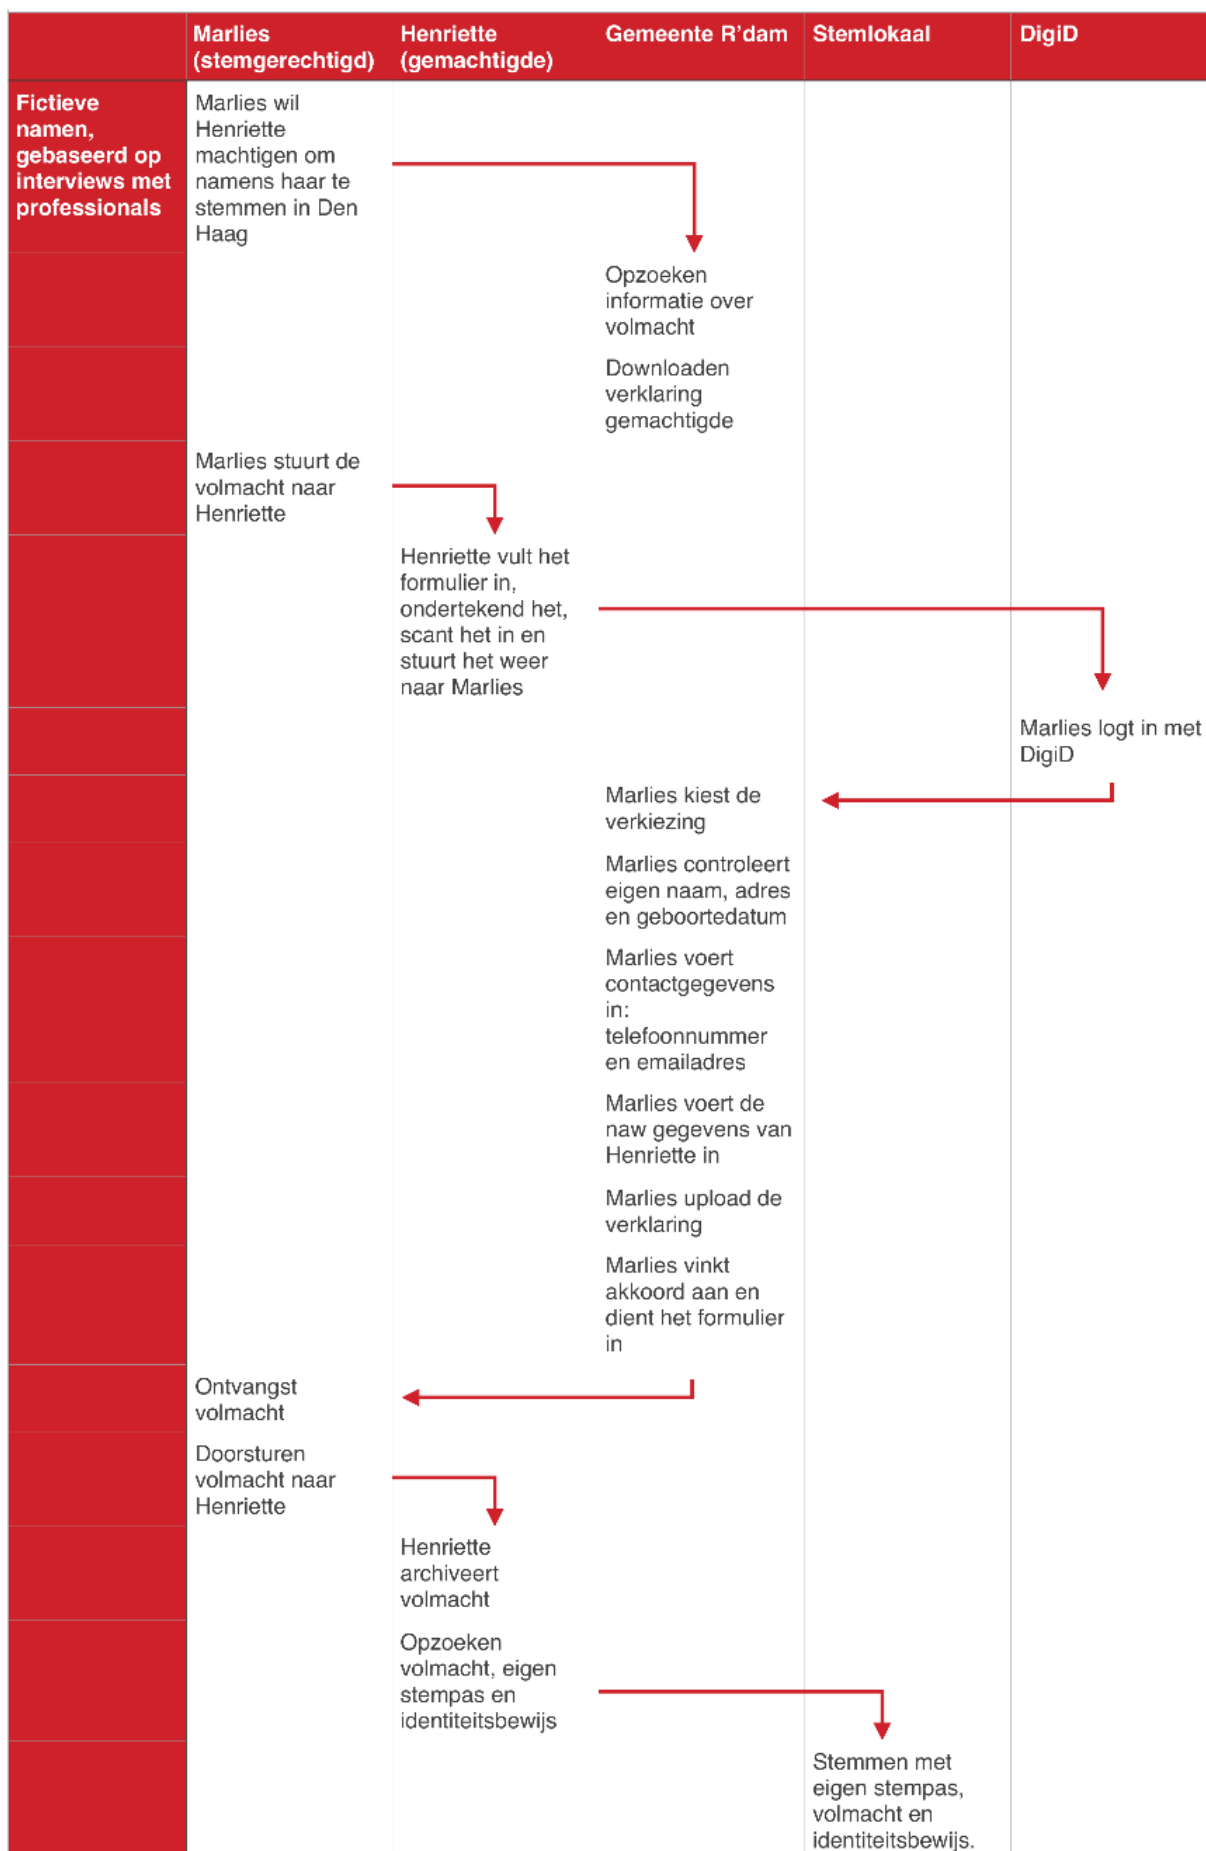 Marlies
(stemgerechtigd)
Henriette
(gemachtigde)
Gemeente R'dam
Stemlokaal
DigiD
Fictieve
namen,
gebaseerd op
interviews met
professionals
Marlies wil
Henriette
machtigen om
namens haar te
stemmen in Den
Haag
Opzoeken
informatie over
volmacht
Downloaden
verklaring
gemachtigde
Marlies stuurt de
volmacht naar
Henriette
Henriette vult het
formulier in,
ondertekend het,
scant het in en
stuurt het weer
naar Marlies
Marlies logt in met
DigiD
Marlies kiest de
verkiezing
Marlies controleert
eigen naam, adres
en geboortedatum
Marlies voert
contactgegevens
in:
telefoonnummer
en emailadres
Marlies voert de
naw gegevens van
Henriette in
Marlies upload de
verklaring
Marlies vinkt
akkoord aan en
dient het formulier
in
Ontvangst
volmacht
Doorsturen
volmacht naar
Henriette
Henriette
archiveert
volmacht
Opzoeken
volmacht, eigen
stempas en
identiteitsbewijs
Stemmen met
eigen stempas,
volmacht en
identiteitsbewijs.